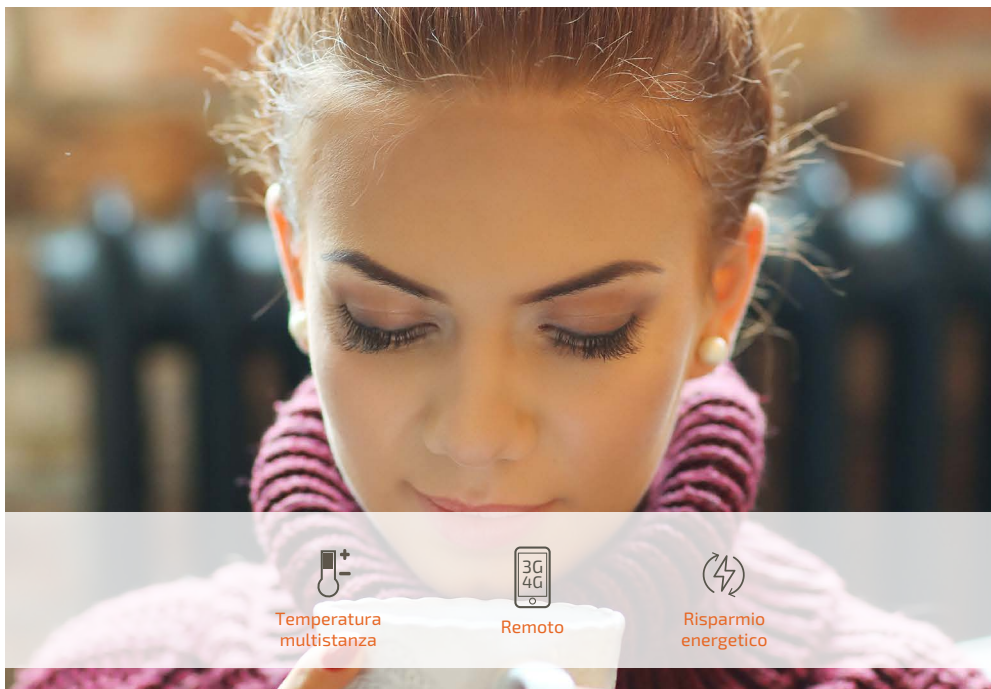 3G
4G
Temperatura
multistanza
Remoto
Risparmio
energetico